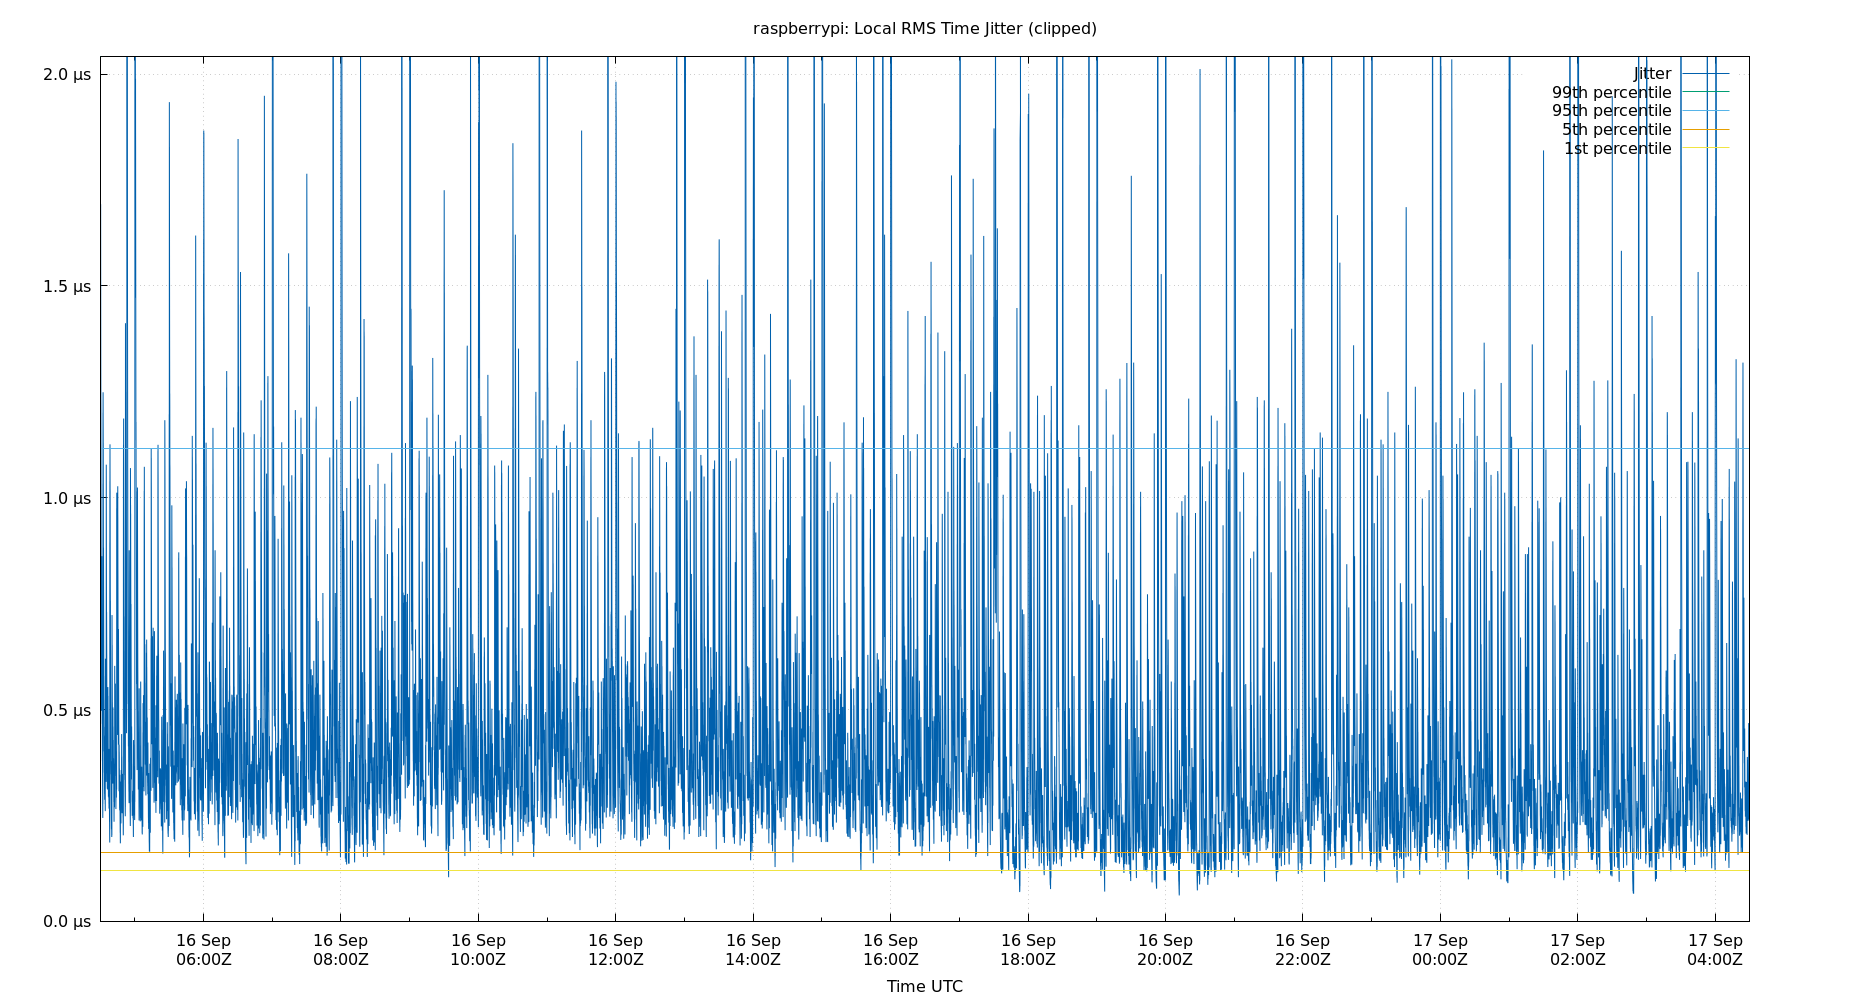 raspberrypi: Local RMS Time Jitter (clipped)
2.0 µs
1.5 µs
1.0 µs
0.5 µs
0.0 µs
Jitter
99th percentile
95th percentile
5th percentile
1st percentile
16 Sep 16 Sep 16 Sep 16 Sep 16 Sep 16 Sep 16 Sep 16 Sep 16 Sep 17 Sep 17 Sep 17 Sep
06:00Z 08:00Z 10:00Z 12:00Z 14:00Z 16:00Z 18:00Z 20:00Z 22:00Z 00:00Z 02:00Z 04:00Z
Time UTC